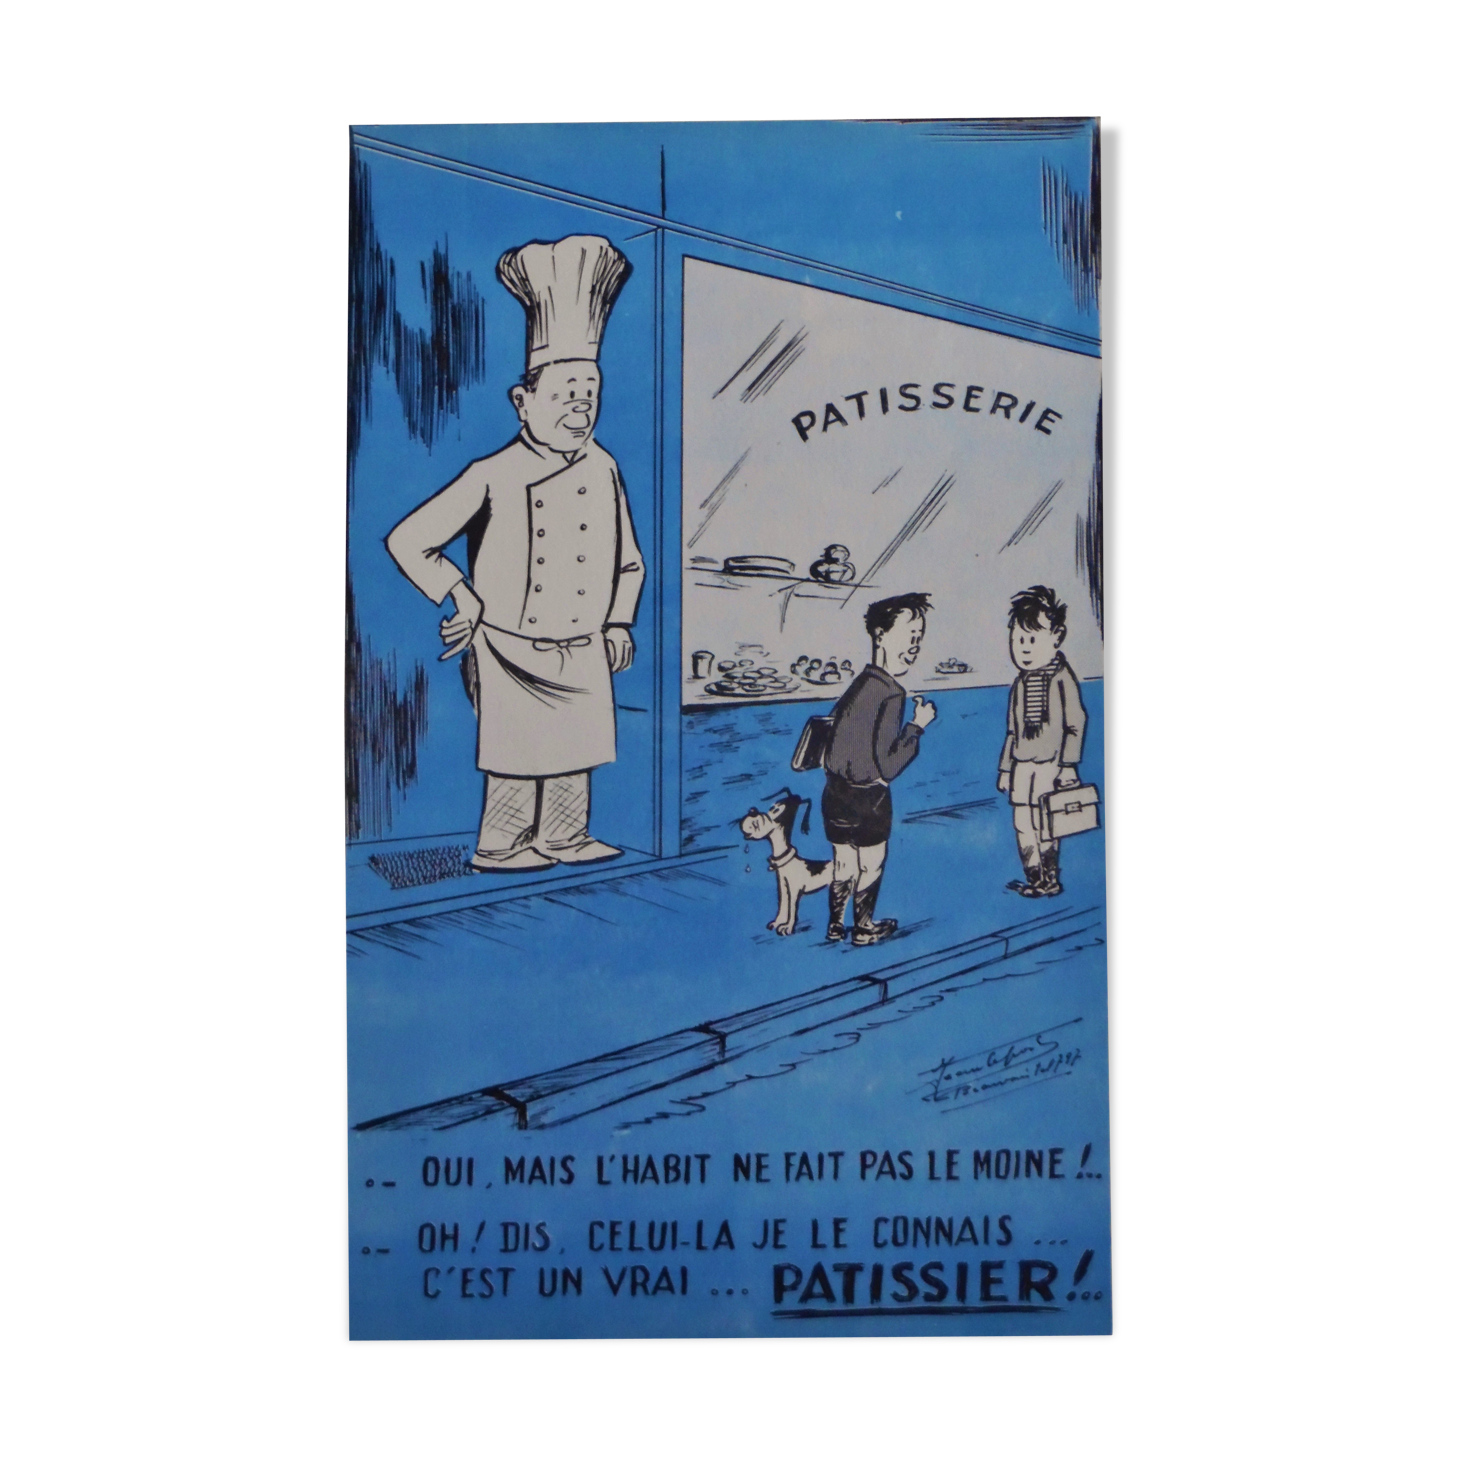 PATISSERIE
.- OUI, MAIS L'HABIT NE FAIT PAS LE MOINE !..
.- OH ! DIS, CELUI-LA JE LE CONNAIS ...
C'EST UN VRAI ... PATISSIER !...